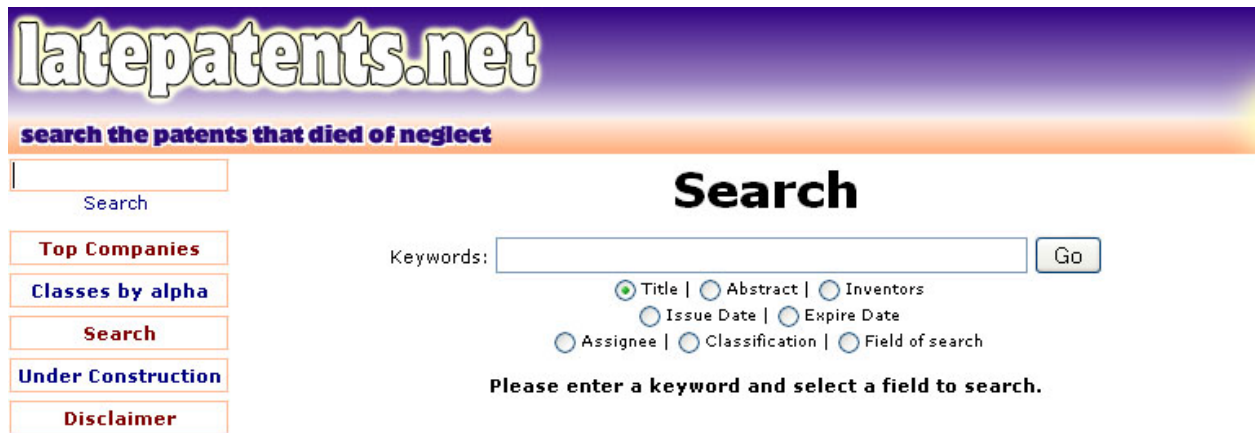 latepatents.net
search the patents that died of neglect
Search
Top Companies
Classes by alpha
Search
Under Construction
Disclaimer
Search
Keywords: Go
Title | Abstract | Inventors
Issue Date | Expire Date
Assignee | Classification | Field of search
Please enter a keyword and select a field to search.